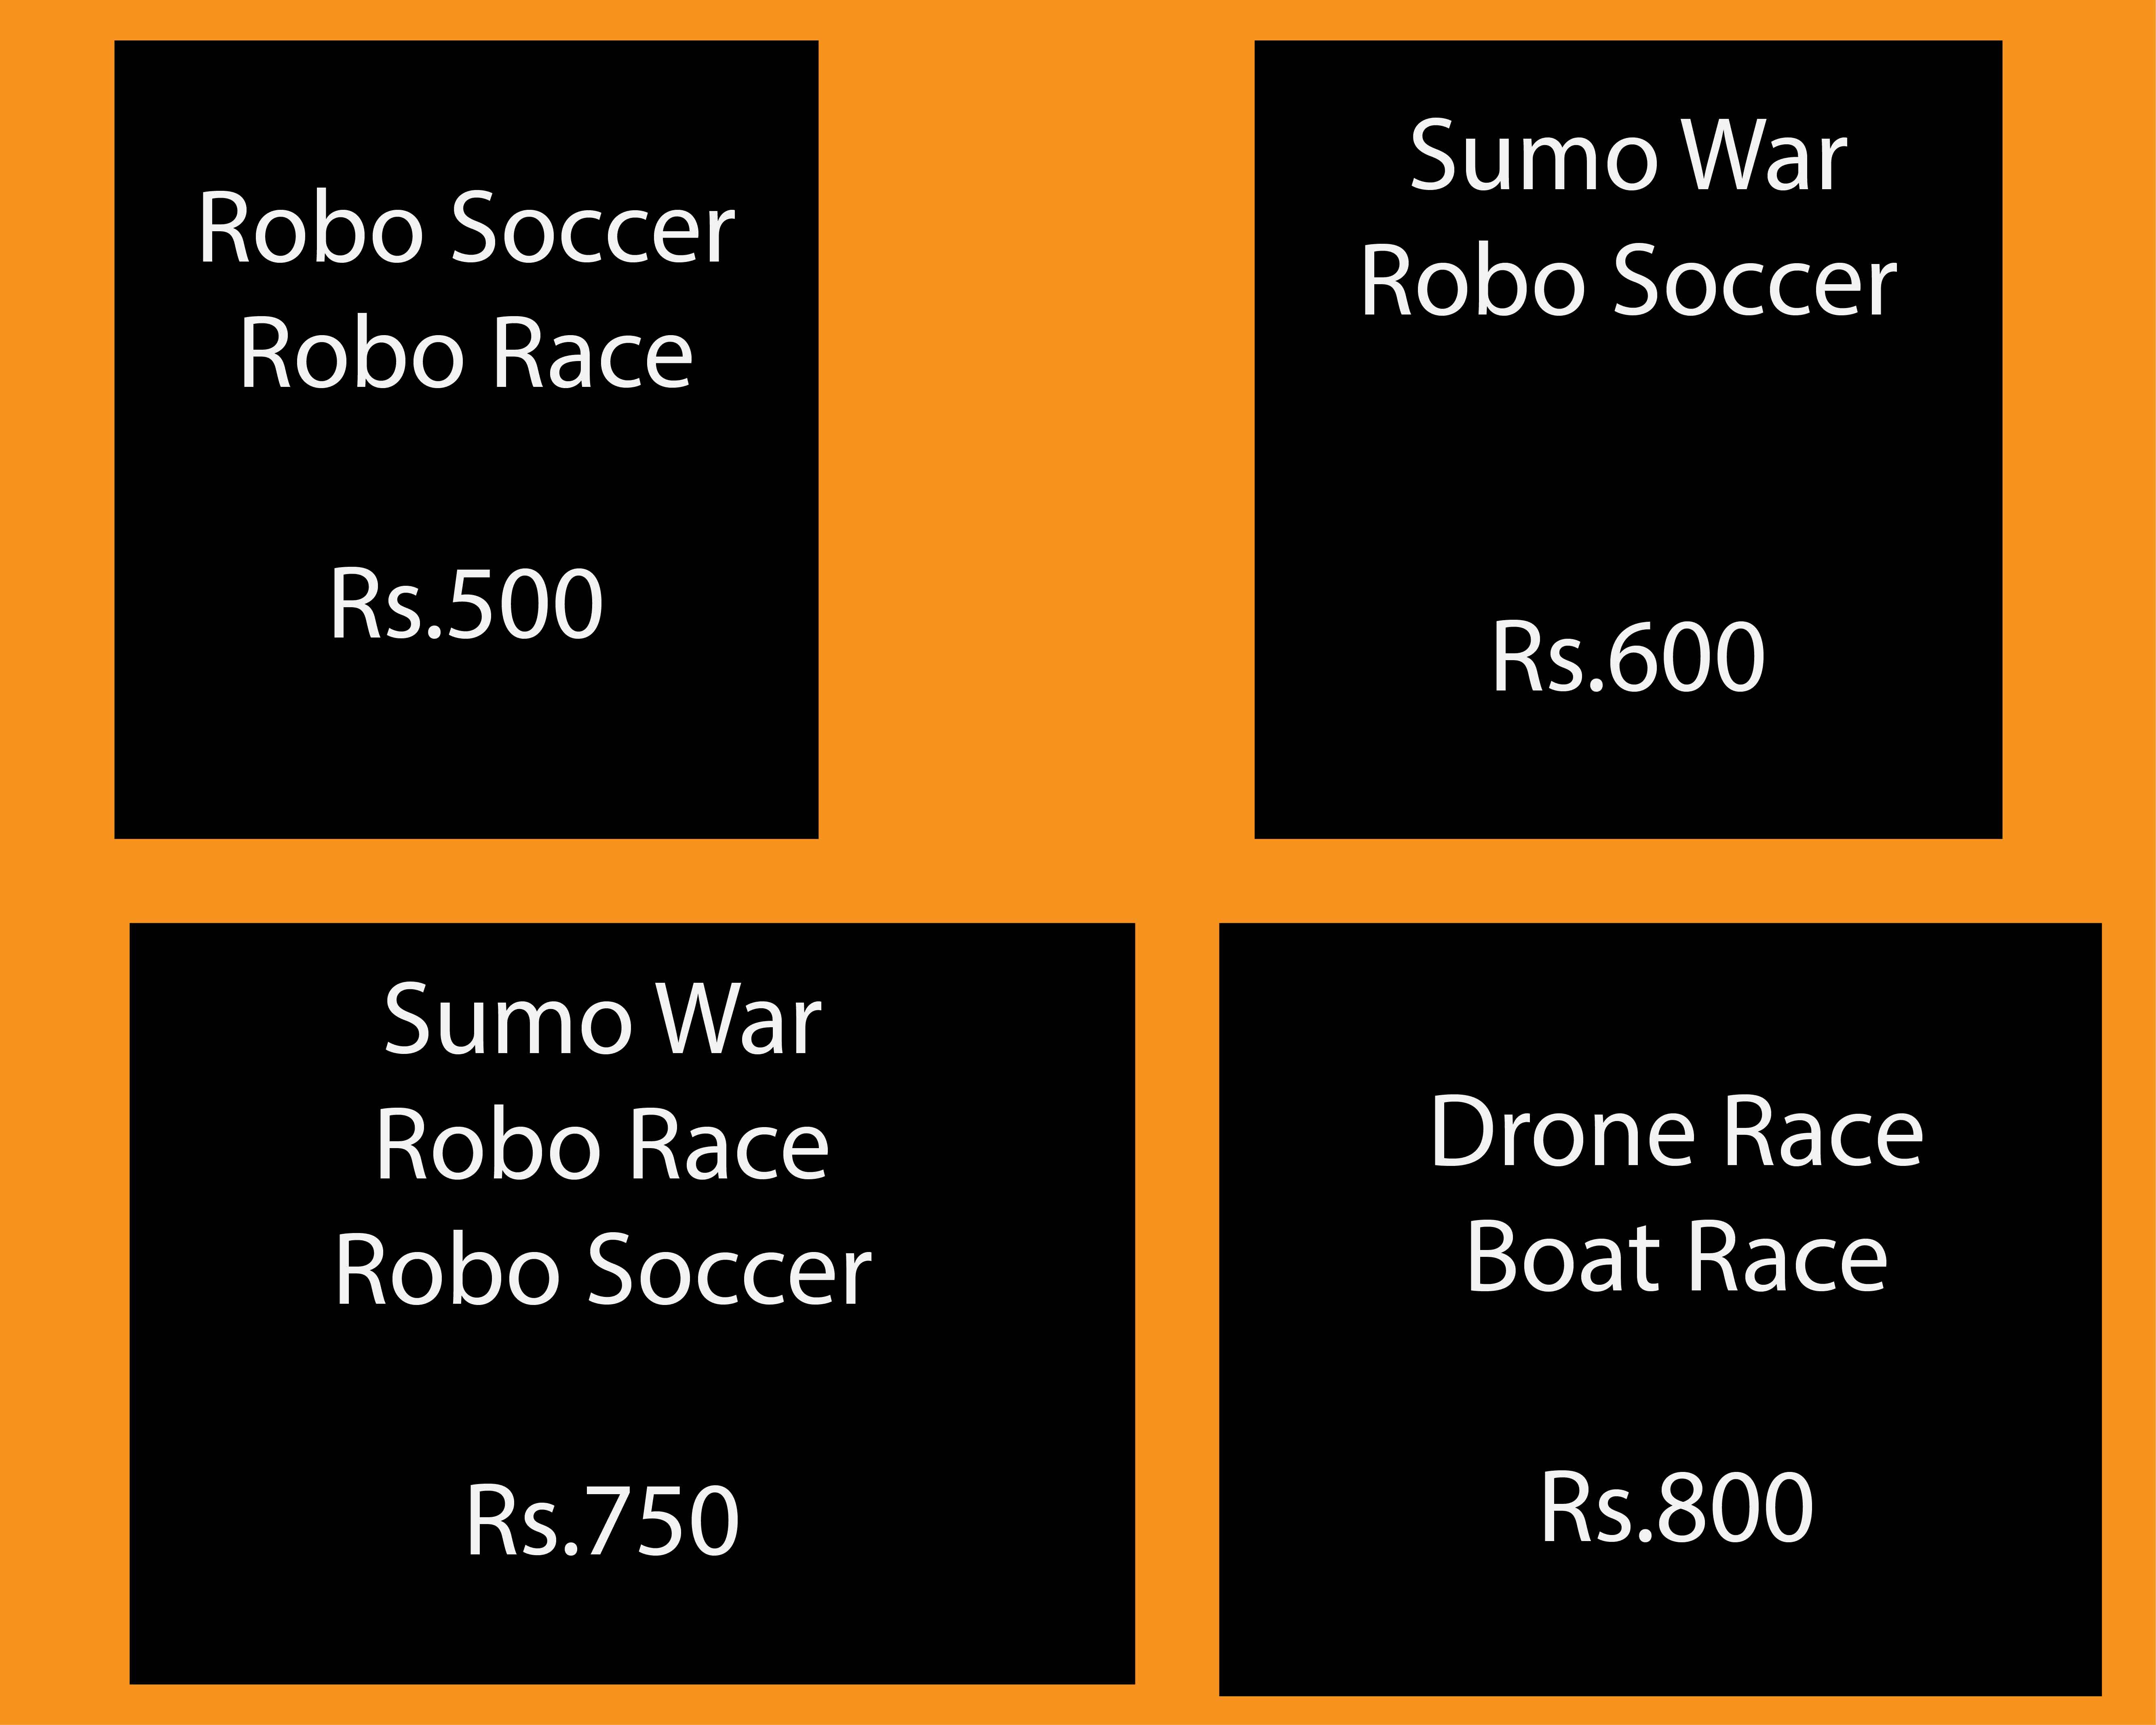 Robo Soccer
Robo Race
Rs.500
Sumo War
Robo Soccer
Rs.600
Sumo War
Robo Race
Robo Soccer
Rs.750
Drone Race
Boat Race
Rs.800